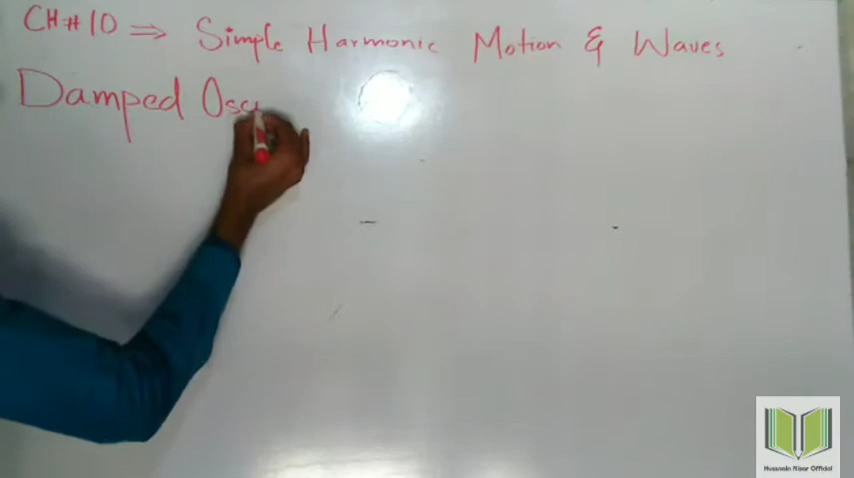 CH # 10 ⇒ Simple Harmonic Motion & Waves
Damped Osc
Hussnain Nisar Official